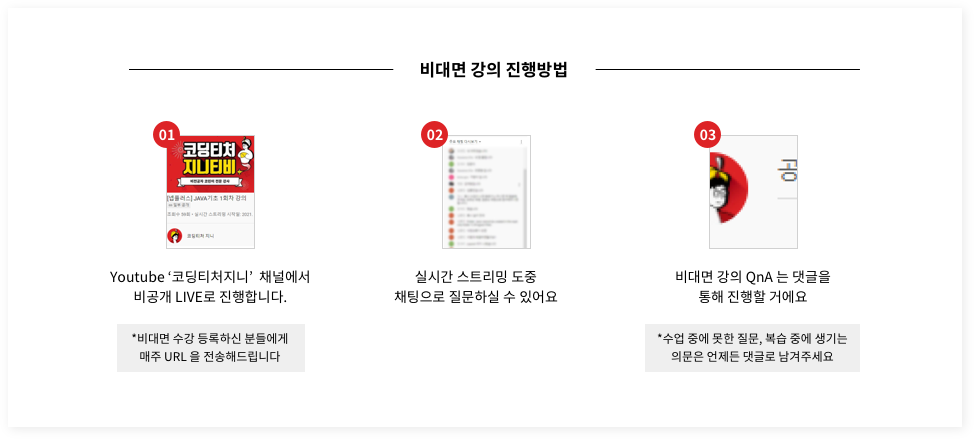 비대면 강의 진행방법
01
코딩티처
지니티비
[앱플러스] JAVA기초 1회차 강의
코딩티처 지니
Youtube ‘코딩티처지니’ 채널에서
비공개 LIVE로 진행합니다.
*비대면 수강 등록하신 분들에게
매주 URL 을 전송해드립니다
02
실시간 스트리밍 도중
채팅으로 질문하실 수 있어요
03
비대면 강의 QnA 는 댓글을
통해 진행할 거에요
*수업 중에 못한 질문, 복습 중에 생기는
의문은 언제든 댓글로 남겨주세요